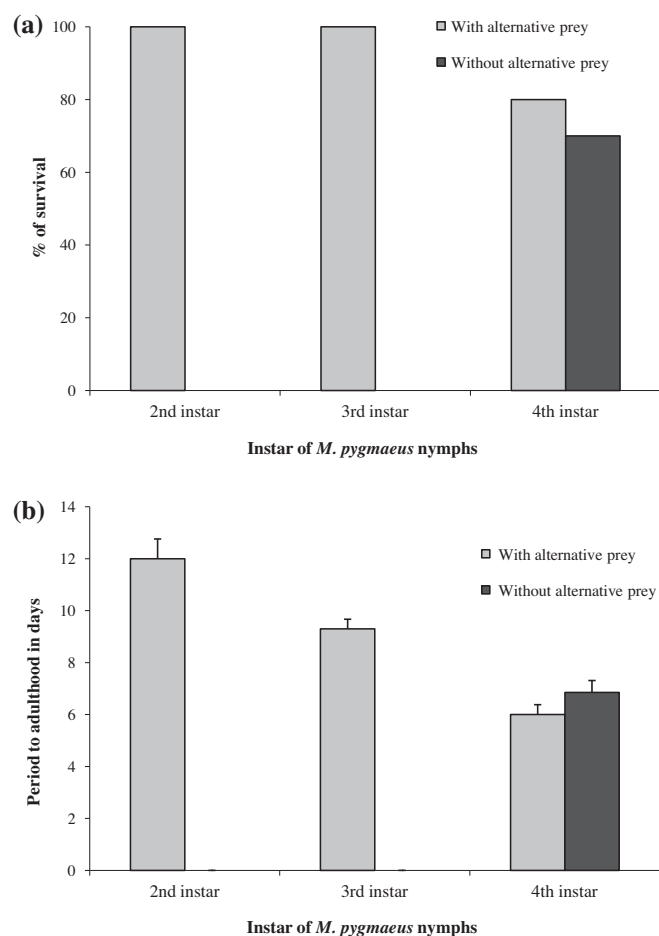 (a)
100
80
60
40
20
0
% of survival
With alternative prey
Without alternative prey
2nd instar 3rd instar 4th instar
Instar of M. pygmaeus nymphs
(b)
14
12
10
8
6
4
2
0
Period to adulthood in days
With alternative prey
Without alternative prey
2nd instar 3rd instar 4th instar
Instar of M. pygmaeus nymphs